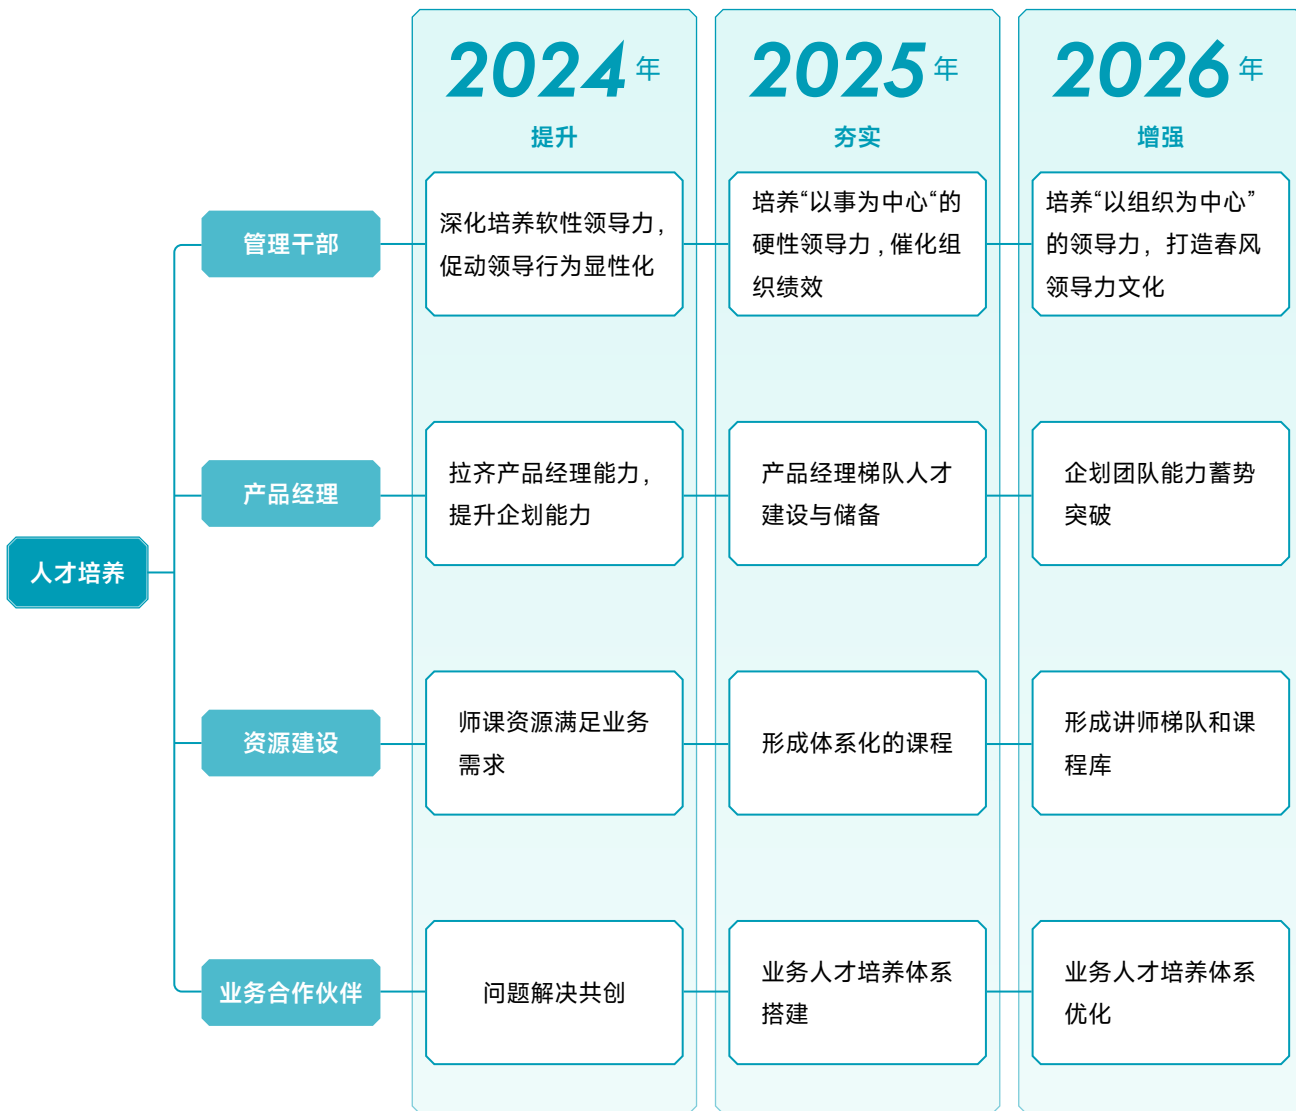 2024年
提升
2025年
夯实
2026年
增强
人才培养
管理干部
深化培养软性领导力，
促动领导行为显性化
培养“以事为中心“的
硬性领导力，催化组
织绩效
培养“以组织为中心”
的领导力，打造春风
领导力文化
产品经理
拉齐产品经理能力，
提升企划能力
产品经理梯队人才
建设与储备
企划团队能力蓄势
突破
资源建设
师课资源满足业务
需求
形成体系化的课程
形成讲师梯队和课
程库
业务合作伙伴
问题解决共创
业务人才培养体系
搭建
业务人才培养体系
优化